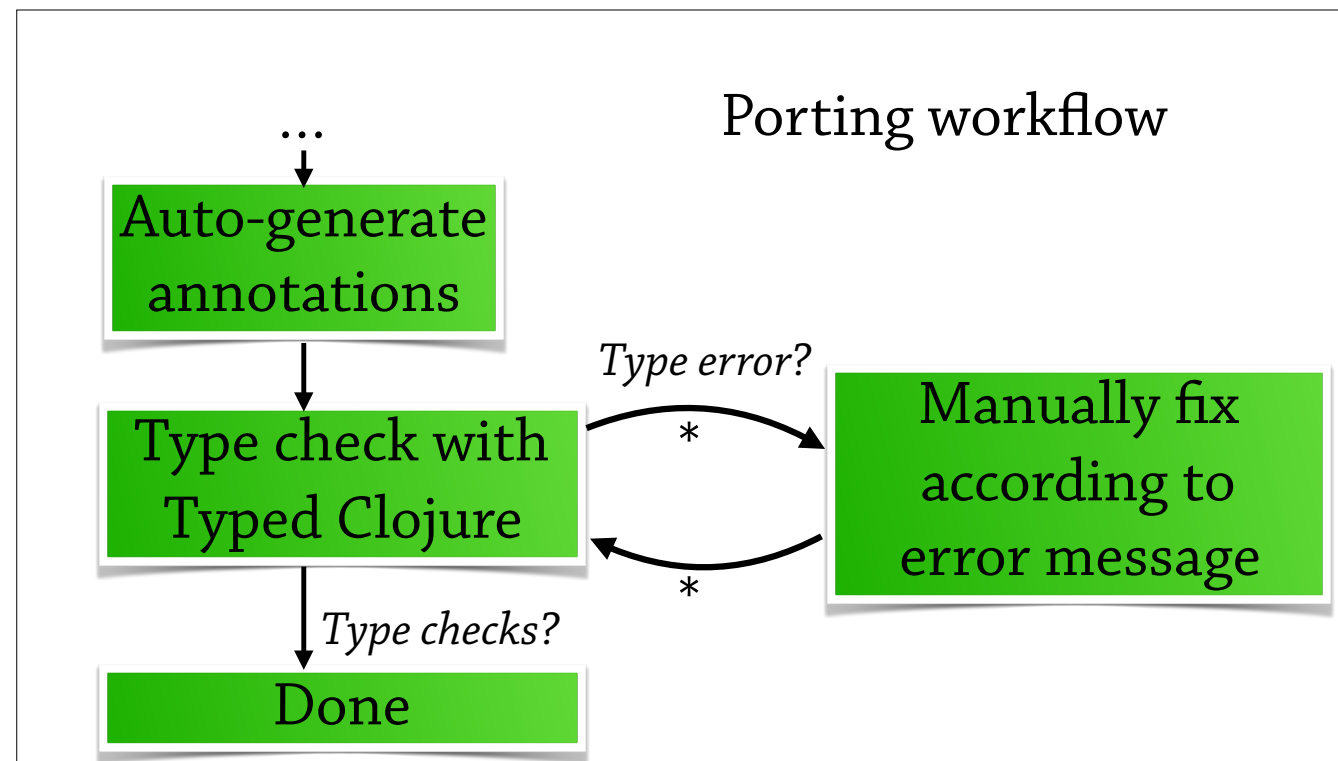 Porting workflow
...
Auto-generate
annotations
Type error?
*
Type check with
Typed Clojure
Manually fix
according to
error message
*
Type checks?
Done